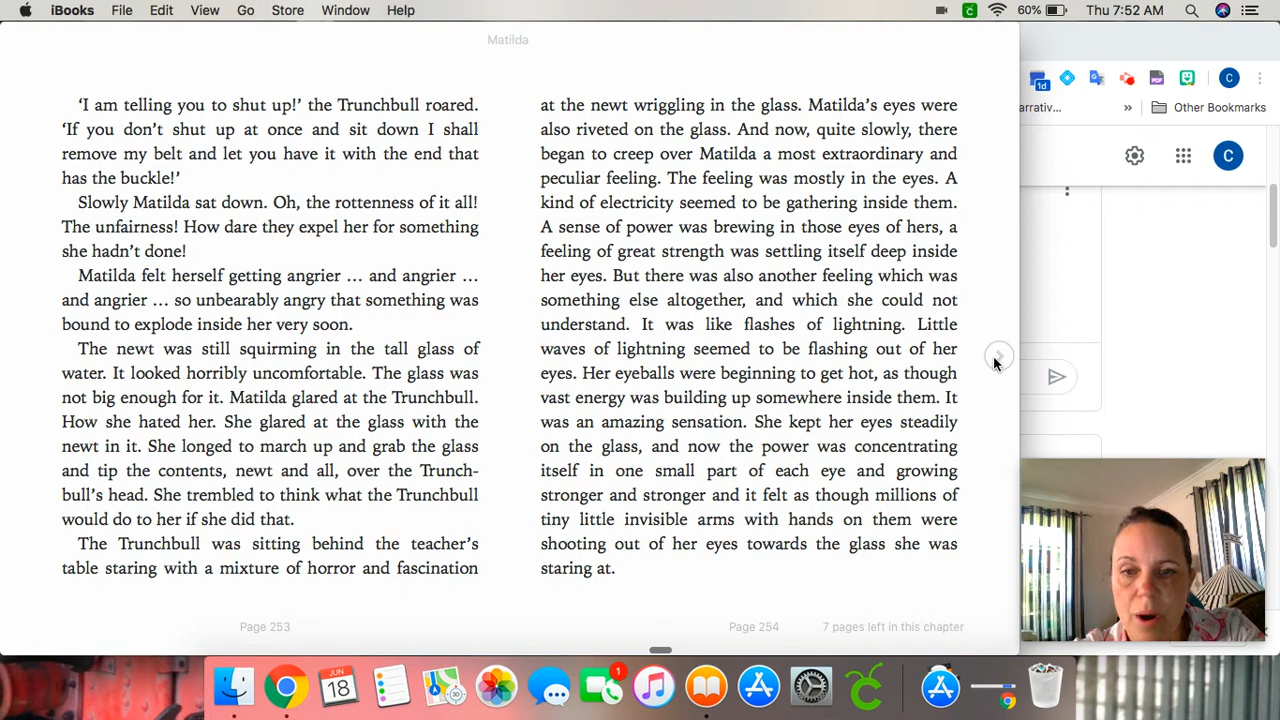 iBooks File Edit View Go Store Window Help
60% Thu 7:52 AM
Matilda
1d
PDF
C
arrativ...
»
Other Bookmarks
C
‘I am telling you to shut up!’ the Trunchbull roared.
‘If you don’t shut up at once and sit down I shall
remove my belt and let you have it with the end that
has the buckle!’
Slowly Matilda sat down. Oh, the rottenness of it all!
The unfairness! How dare they expel her for something
she hadn’t done!
Matilda felt herself getting angrier … and angrier …
and angrier … so unbearably angry that something was
bound to explode inside her very soon.
The newt was still squirming in the tall glass of
water. It looked horribly uncomfortable. The glass was
not big enough for it. Matilda glared at the Trunchbull.
How she hated her. She glared at the glass with the
newt in it. She longed to march up and grab the glass
and tip the contents, newt and all, over the Trunch-
bull’s head. She trembled to think what the Trunchbull
would do to her if she did that.
The Trunchbull was sitting behind the teacher’s
table staring with a mixture of horror and fascination
at the newt wriggling in the glass. Matilda’s eyes were
also riveted on the glass. And now, quite slowly, there
began to creep over Matilda a most extraordinary and
peculiar feeling. The feeling was mostly in the eyes. A
kind of electricity seemed to be gathering inside them.
A sense of power was brewing in those eyes of hers, a
feeling of great strength was settling itself deep inside
her eyes. But there was also another feeling which was
something else altogether, and which she could not
understand. It was like flashes of lightning. Little
waves of lightning seemed to be flashing out of her
eyes. Her eyeballs were beginning to get hot, as though
vast energy was building up somewhere inside them. It
was an amazing sensation. She kept her eyes steadily
on the glass, and now the power was concentrating
itself in one small part of each eye and growing
stronger and stronger and it felt as though millions of
tiny little invisible arms with hands on them were
shooting out of her eyes towards the glass she was
staring at.
Page 253
Page 254
7 pages left in this chapter
JUN
18
3D
1